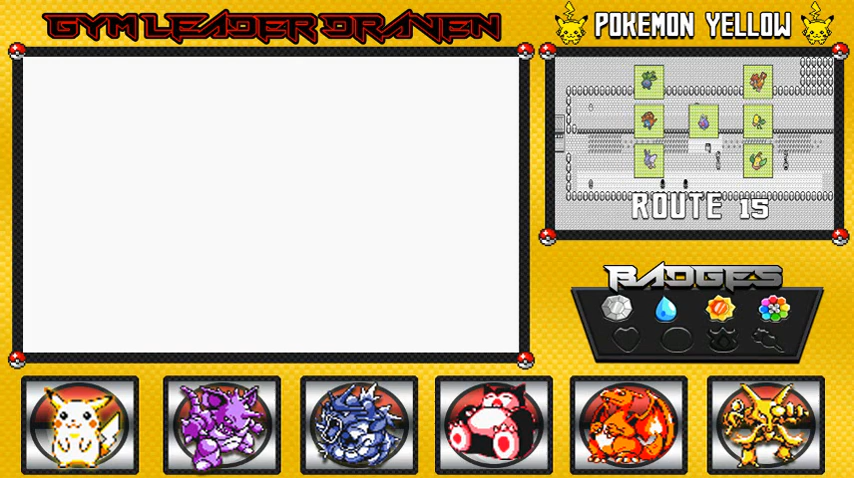 GYM LEADER DRAVEN
POKEMON YELLOW
ROUTE 15
BADGES